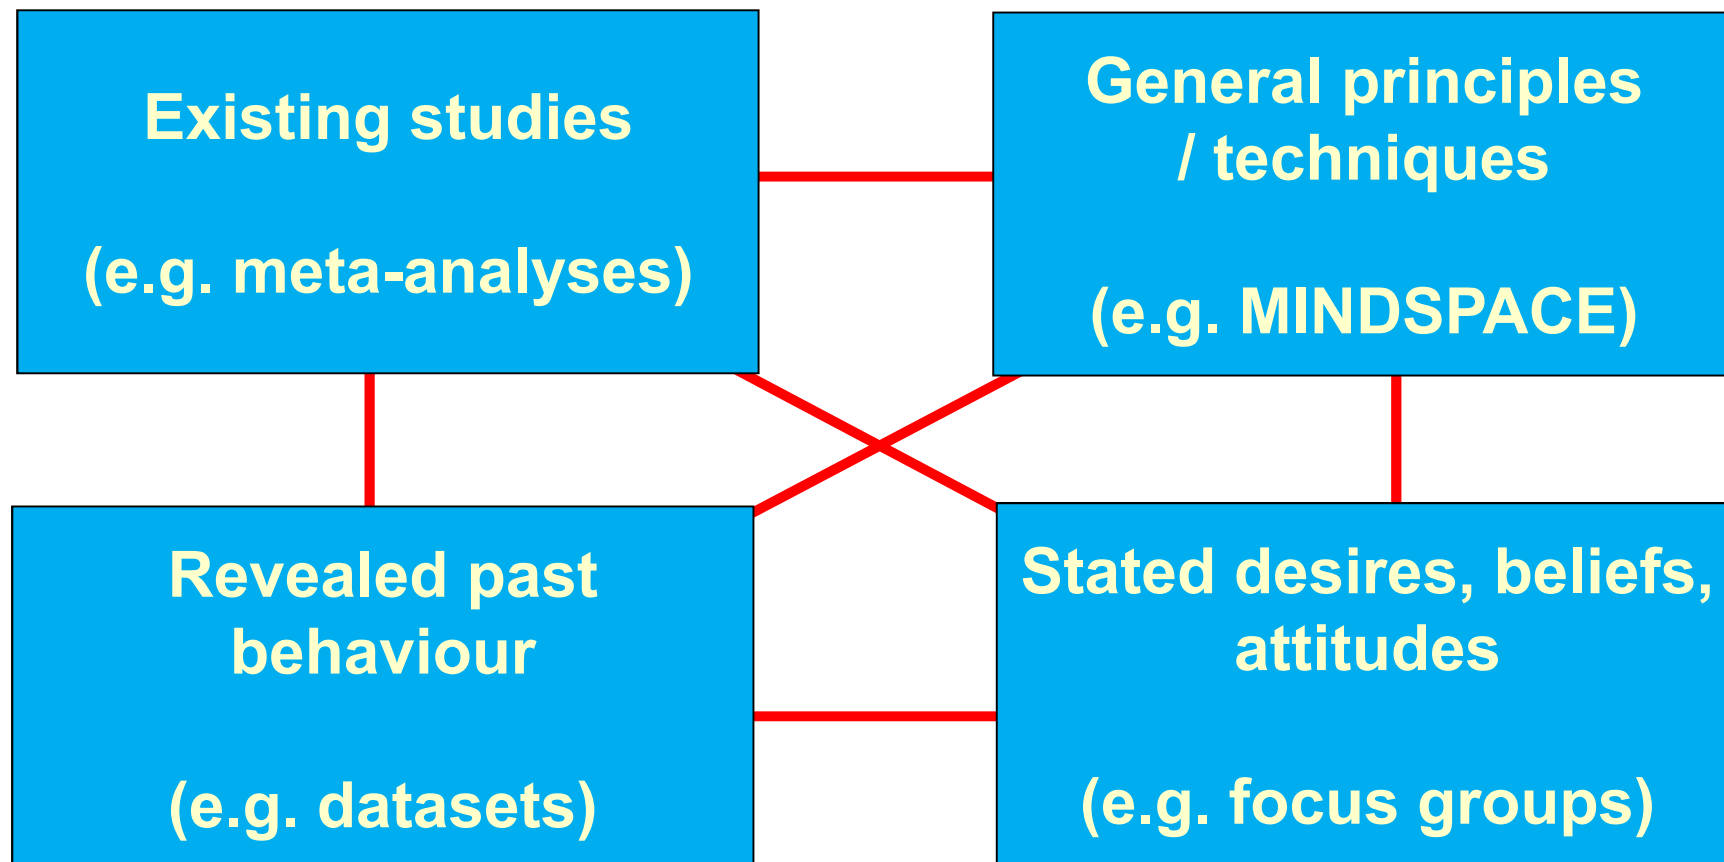 Existing studies
(e.g. meta-analyses)
General principles
/ techniques
(e.g. MINDSPACE)
Revealed past
behaviour
(e.g. datasets)
Stated desires, beliefs,
attitudes
(e.g. focus groups)